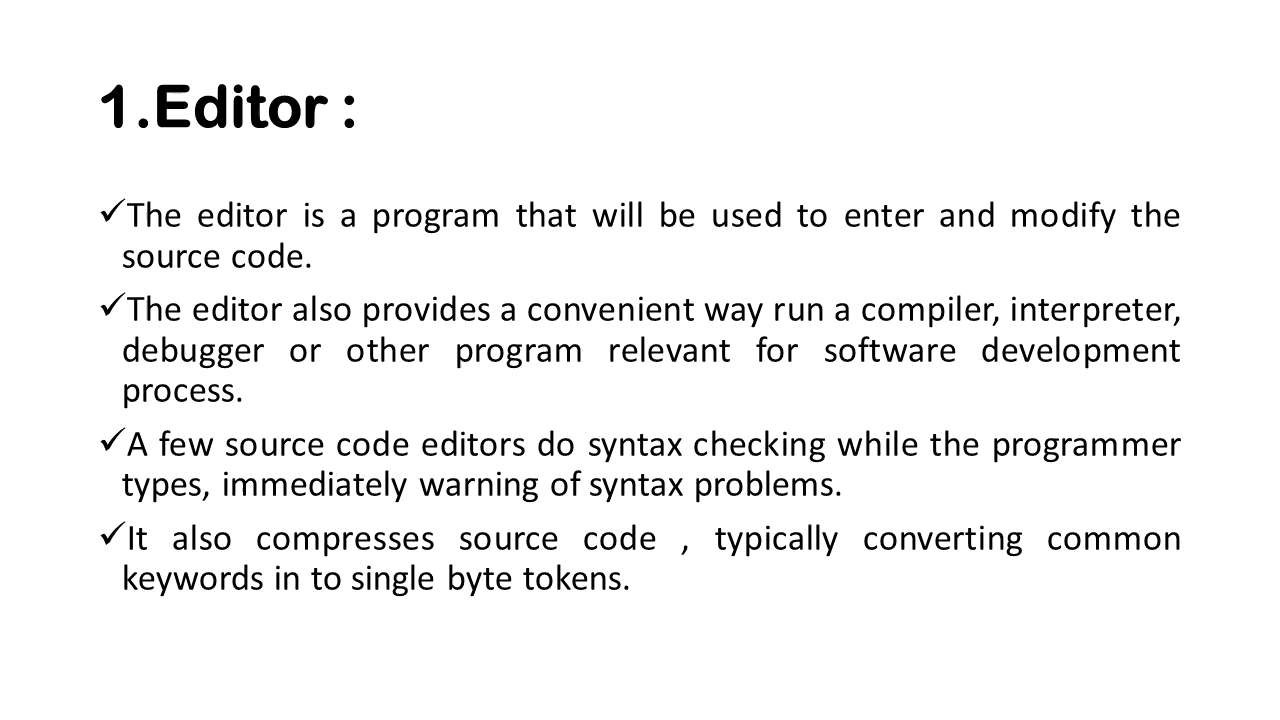 1.Editor :
✓The editor is a program that will be used to enter and modify the
source code.
✓The editor also provides a convenient way run a compiler, interpreter,
debugger or other program relevant for software development
process.
✓A few source code editors do syntax checking while the programmer
types, immediately warning of syntax problems.
✓It also compresses source code , typically converting common
keywords in to single byte tokens.